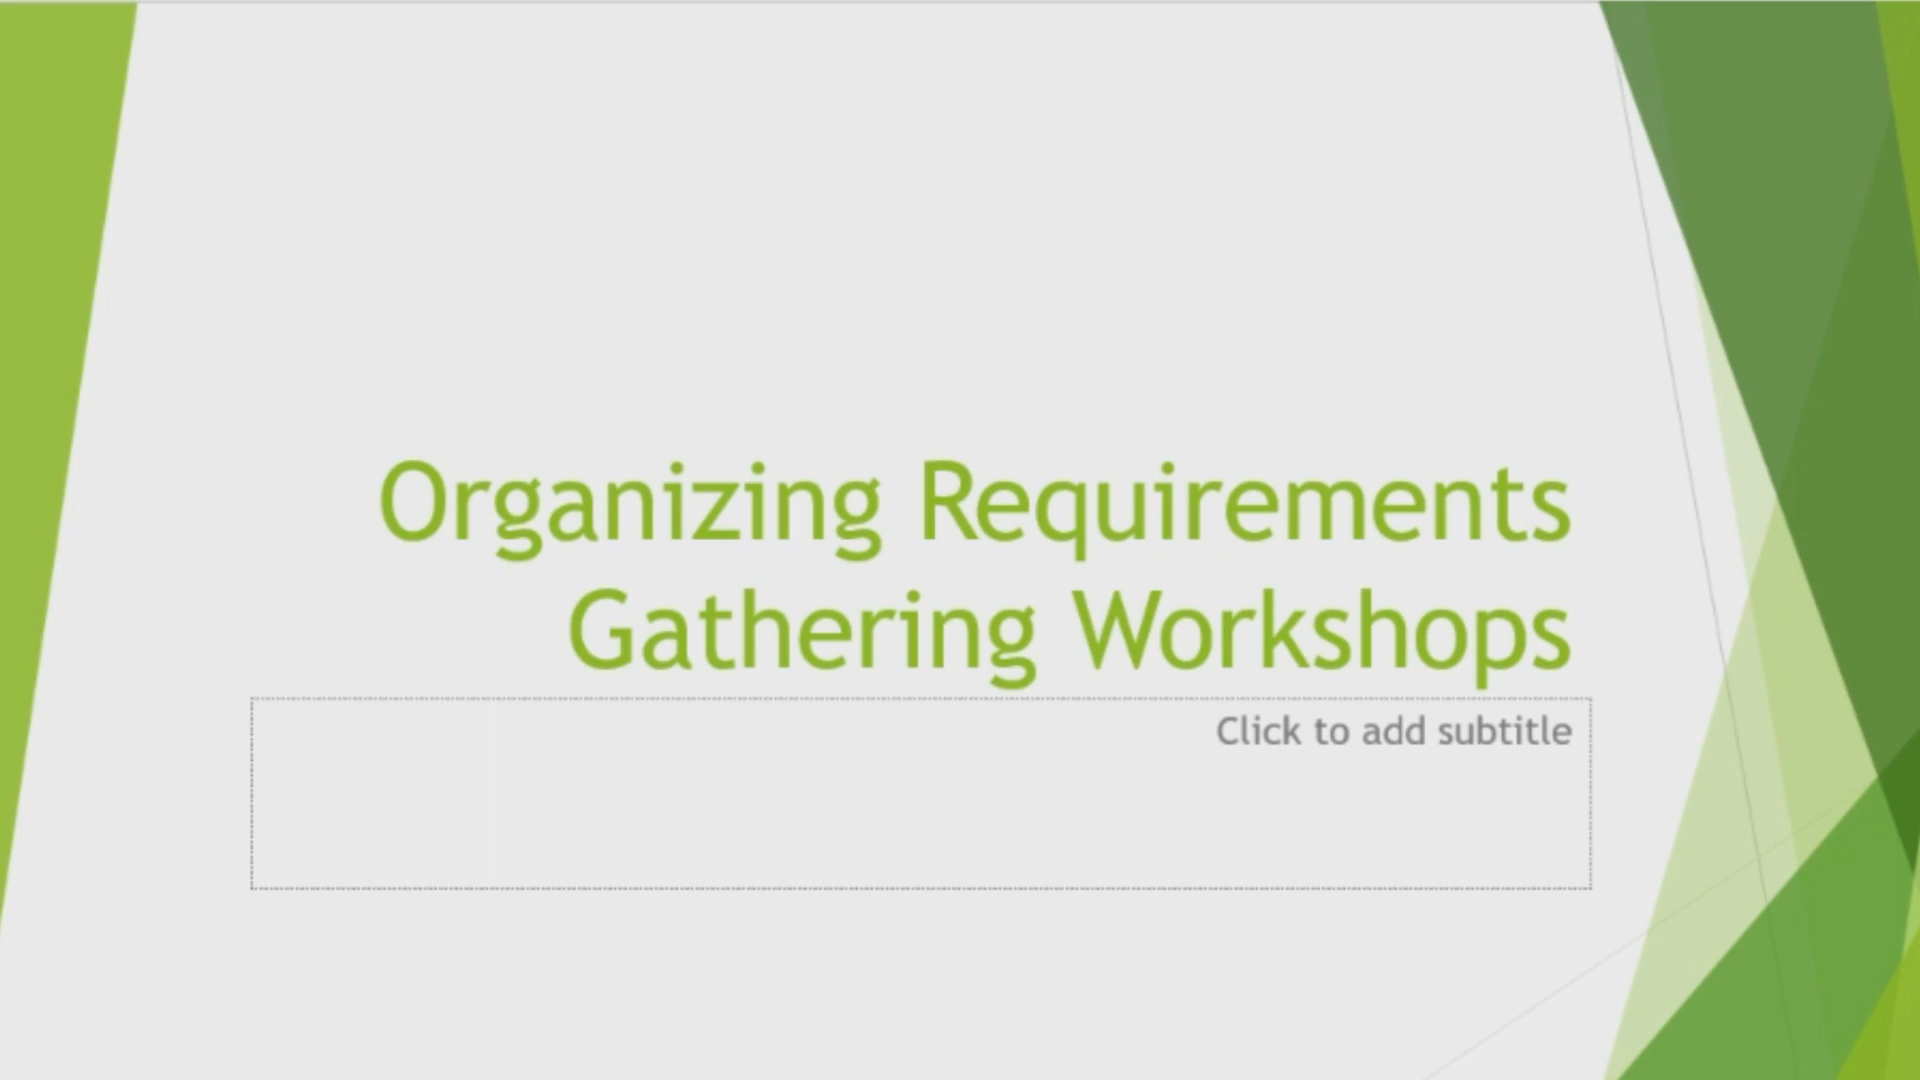 Organizing Requirements
Gathering Workshops
Click to add subtitle